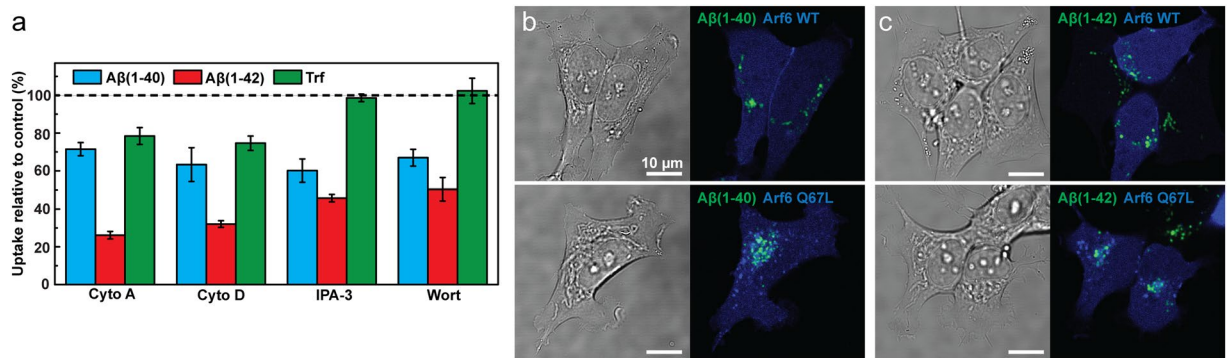 a
Uptake relative to control (%)
100
80
60
40
20
0
Aβ(1-40) Aβ(1-42) Trf
Cyto A Cyto D IPA-3 Wort
b
10 µm
Aβ(1-40) Arf6 WT
Aβ(1-40) Arf6 Q67L
c
Aβ(1-42) Arf6 WT
Aβ(1-42) Arf6 Q67L